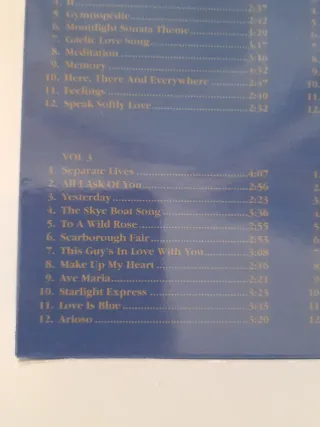 5. Gymnopedie 2:42
6. Moonlight Sonata Theme 4:20
7. Gaelic Love Song 3:17
8. Meditation 3:46
9. Memory 4:32
10. Here, There And Everywhere 2:47
11. Feelings 2:40
12. Speak Softly Love 2:32
VOL 3
1. Separate Lives 4:07
2. All I Ask Of You 2:56
3. Yesterday 2:23
4. The Skye Boat Song 3:36
5. To A Wild Rose 2:55
6. Scarborough Fair 2:53
7. This Guy's In Love With You 3:08
8. Make Up My Heart 2:46
9. Ave Maria 2:21
10. Starlight Express 3:25
11. Love Is Blue 3:15
12. Arioso 3:20